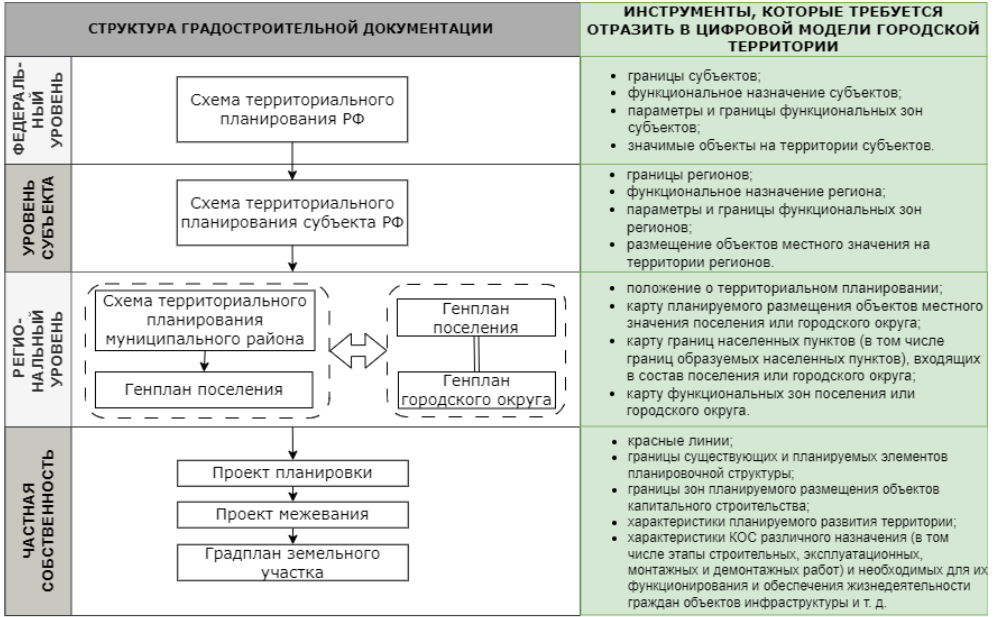 СТРУКТУРА ГРАДОСТРОИТЕЛЬНОЙ ДОКУМЕНТАЦИИ
ИНСТРУМЕНТЫ, КОТОРЫЕ ТРЕБУЕТСЯ
ОТРАЗИТЬ В ЦИФРОВОЙ МОДЕЛИ ГОРОДСКОЙ
ТЕРРИТОРИИ
ФЕДЕРАЛЬ-
НЫЙ
УРОВЕНЬ
Схема территориального
планирования РФ
• границы субъектов;
• функциональное назначение субъектов;
• параметры и границы функциональных зон
субъектов;
• значимые объекты на территории субъектов.
УРОВЕНЬ
СУБЪЕКТА
Схема территориального
планирования субъекта РФ
• границы регионов;
• функциональное назначение региона;
• параметры и границы функциональных зон
регионов;
• размещение объектов местного значения на
территории регионов.
РЕГИО-
НАЛЬНЫЙ
УРОВЕНЬ
Схема территориального
планирования
муниципального района
Генплан поселения
Генплан
поселения
Генплан
городского округа
• положение о территориальном планировании;
• карту планируемого размещения объектов местного
значения поселения или городского округа;
• карту границ населенных пунктов (в том числе
границ образуемых населенных пунктов), входящих
в состав поселения или городского округа;
• карту функциональных зон поселения или
городского округа.
ЧАСТНАЯ
СОБСТВЕННОСТЬ
Проект планировки
Проект межевания
Градплан земельного
участка
• красные линии;
• границы существующих и планируемых элементов
планировочной структуры;
• границы зон планируемого размещения объектов
капитального строительства;
• характеристики планируемого развития территории;
• характеристики КОС различного назначения (в том
числе этапы строительных, эксплуатационных,
монтажных и демонтажных работ) и необходимых для их
функционирования и обеспечения жизнедеятельности
граждан объектов инфраструктуры и т. д.